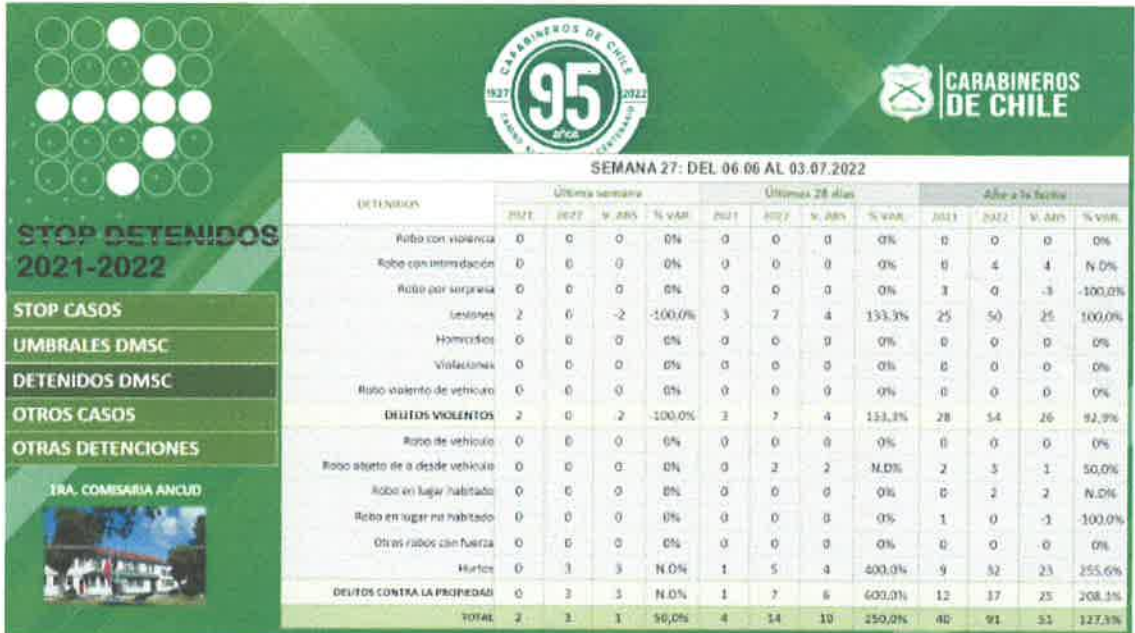 CARABINEROS DE CHILE
1927
95
años
2022
CARABINEROS
DE CHILE
STOP DETENIDOS
2021-2022
STOP CASOS
UMBRALES DMSC
DETENIDOS DMSC
OTROS CASOS
OTRAS DETENCIONES
1RA. COMISARIA ANCUD
SEMANA 27: DEL 06.06 AL 03.07.2022
DETENIDOS Última semana Últimos 28 días Año a la fecha
2021 2022 V. ABS % VAR. 2021 2022 V. ABS % VAR. 2021 2022 V. ABS % VAR.
Robo con violencia 0 0 0 0% 0 0 0 0% 0 0 0 0%
Robo con intimidación 0 0 0 0% 0 0 0 0% 0 4 4 N.D%
Robo por sorpresa 0 0 0 0% 0 0 0 0% 3 0 -3 -100,0%
Lesiones 2 0 -2 -100,0% 3 7 4 133,3% 25 50 25 100,0%
Homicidios 0 0 0 0% 0 0 0 0% 0 0 0 0%
Violaciones 0 0 0 0% 0 0 0 0% 0 0 0 0%
Robo violento de vehículo 0 0 0 0% 0 0 0 0% 0 0 0 0%
DELITOS VIOLENTOS 2 0 -2 -100,0% 3 7 4 133,3% 28 54 26 92,9%
Robo de vehículo 0 0 0 0% 0 0 0 0% 0 0 0 0%
Robo objeto de o desde vehículo 0 0 0 0% 0 2 2 N.D% 2 3 1 50,0%
Robo en lugar habitado 0 0 0 0% 0 0 0 0% 0 2 2 N.D%
Robo en lugar no habitado 0 0 0 0% 0 0 0 0% 1 0 -1 -100,0%
Otros robos con fuerza 0 0 0 0% 0 0 0 0% 0 0 0 0%
Hurtos 0 3 3 N.D% 1 5 4 400,0% 9 32 23 255,6%
DELITOS CONTRA LA PROPIEDAD 0 3 3 N.D% 1 7 6 600,0% 12 37 25 208,3%
TOTAL 2 3 1 50,0% 4 14 10 250,0% 40 91 51 127,5%